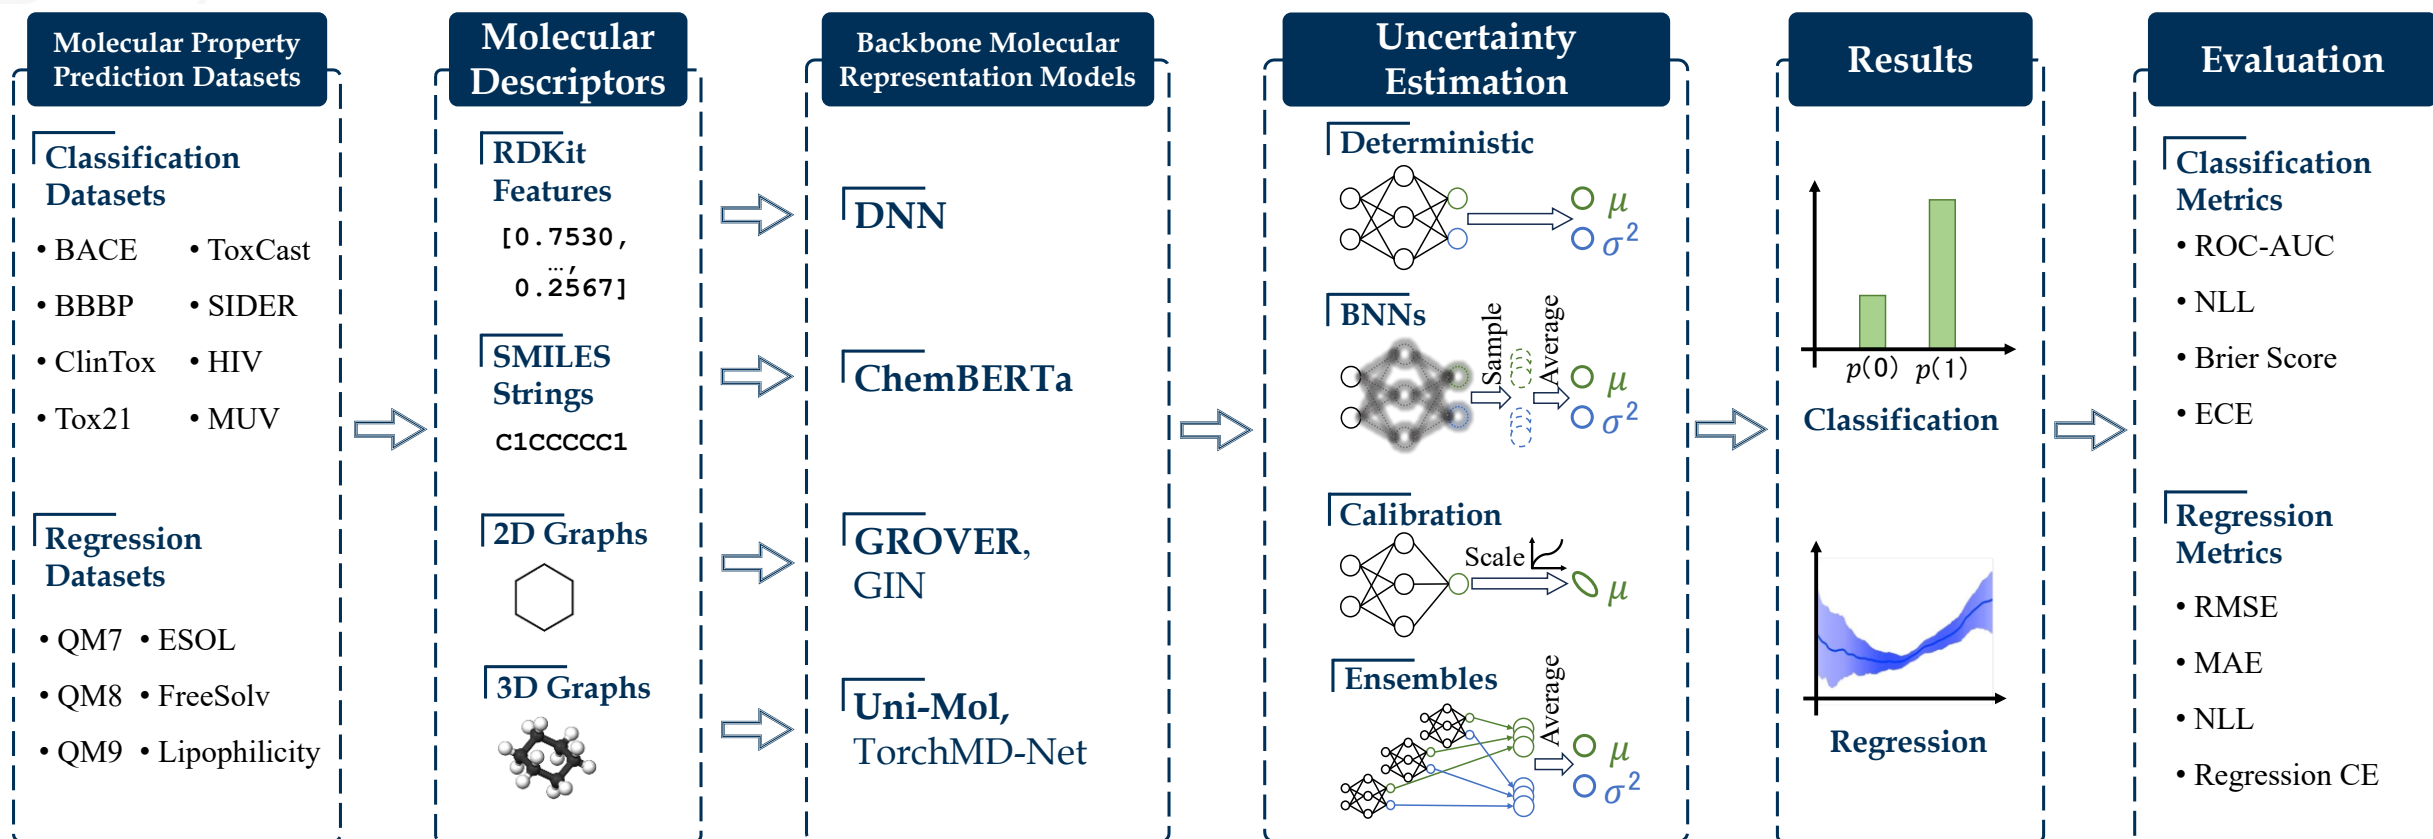 Molecular Property
Prediction Datasets
Classification
Datasets
• BACE
• BBBP
• ClinTox
• Tox21
• ToxCast
• SIDER
• HIV
• MUV
Regression
Datasets
• QM7
• QM8
• QM9
• ESOL
• FreeSolv
• Lipophilicity
Molecular
Descriptors
RDKit
Features
[0.7530,
…,
0.2567]
SMILES
Strings
C1CCCCC1
2D Graphs
3D Graphs
Backbone Molecular
Representation Models
DNN
ChemBERTa
GROVER,
GIN
Uni-Mol,
TorchMD-Net
Uncertainty
Estimation
Deterministic
μ
σ²
BNNs
Sample
Average
μ
σ²
Calibration
Scale
μ
Ensembles
Average
μ
σ²
Results
p(0) p(1)
Classification
Regression
Evaluation
Classification
Metrics
• ROC-AUC
• NLL
• Brier Score
• ECE
Regression
Metrics
• RMSE
• MAE
• NLL
• Regression CE